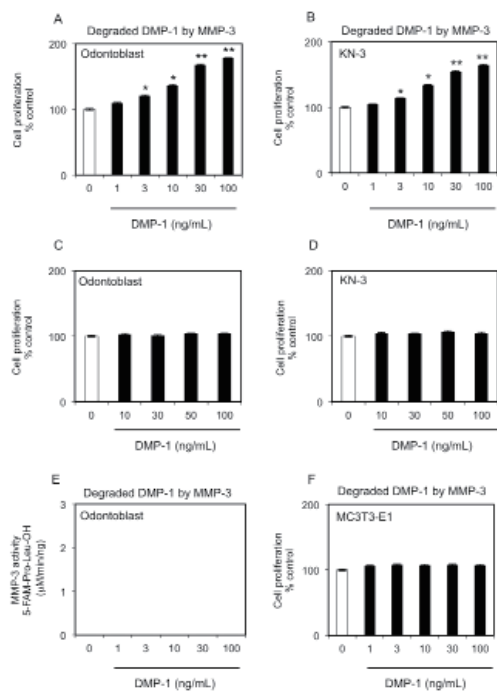 A
Degraded DMP-1 by MMP-3
Odontoblast
Cell proliferation
% control
200
100
0
* * ** **
0 1 3 10 30 100
DMP-1 (ng/mL)
B
Degraded DMP-1 by MMP-3
KN-3
Cell proliferation
% control
200
100
0
* * ** **
0 1 3 10 30 100
DMP-1 (ng/mL)
C
Odontoblast
Cell proliferation
% control
200
100
0
0 10 30 50 100
DMP-1 (ng/mL)
D
KN-3
Cell proliferation
% control
200
100
0
0 10 30 50 100
DMP-1 (ng/mL)
E
Degraded DMP-1 by MMP-3
Odontoblast
MMP-3 activity
5-FAM-Pro-Leu-OH
(µM/min/ng)
3
2
1
0
0 1 3 10 30 100
DMP-1 (ng/mL)
F
Degraded DMP-1 by MMP-3
MC3T3-E1
Cell proliferation
% control
200
100
0
0 1 3 10 30 100
DMP-1 (ng/mL)